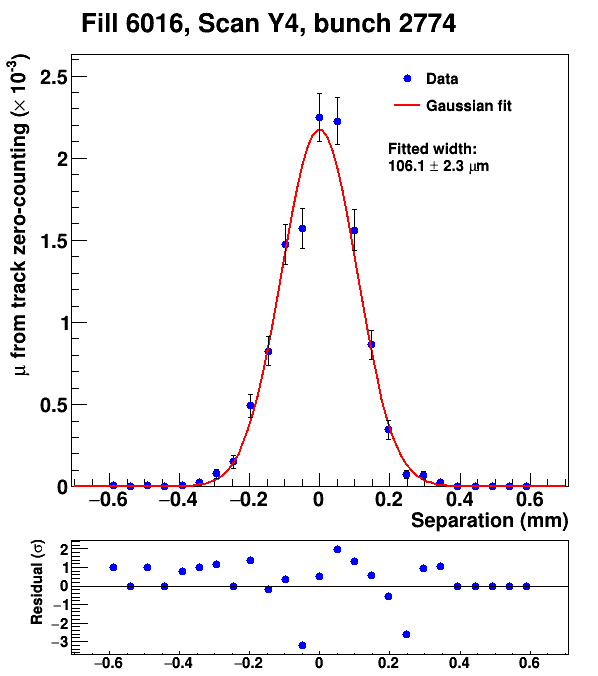 Fill 6016, Scan Y4, bunch 2774
μ from track zero-counting (× 10⁻³)
2.5
2
1.5
1
0.5
0
Data
Gaussian fit
Fitted width:
106.1 ± 2.3 μm
−0.6 −0.4 −0.2 0 0.2 0.4 0.6
Separation (mm)
Residual (σ)
2
1
0
−1
−2
−3
−0.6 −0.4 −0.2 0 0.2 0.4 0.6